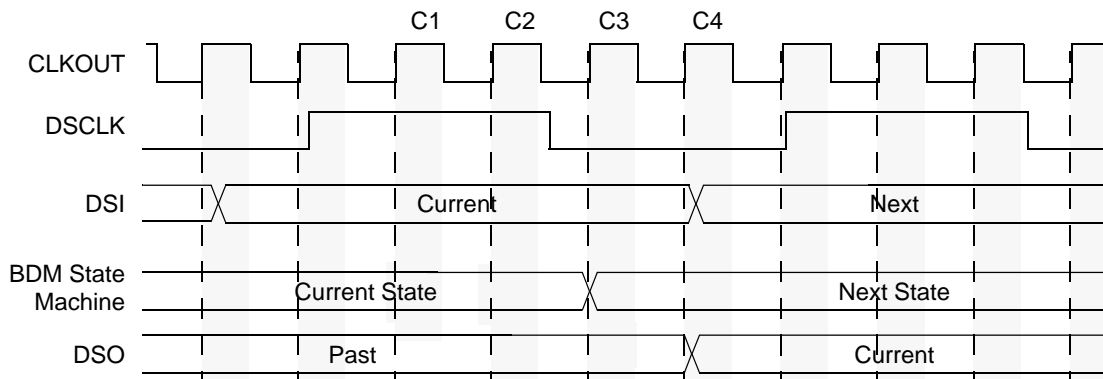 C1 C2 C3 C4
CLKOUT
DSCLK
DSI Current Next
BDM State
Machine Current State Next State
DSO Past Current